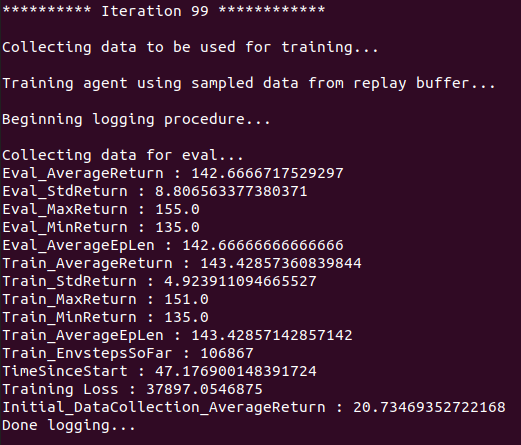 ********** Iteration 99 ************
Collecting data to be used for training...
Training agent using sampled data from replay buffer...
Beginning logging procedure...
Collecting data for eval...
Eval_AverageReturn : 142.6666717529297
Eval_StdReturn : 8.806563377380371
Eval_MaxReturn : 155.0
Eval_MinReturn : 135.0
Eval_AverageEpLen : 142.66666666666666
Train_AverageReturn : 143.42857360839844
Train_StdReturn : 4.923911094665527
Train_MaxReturn : 151.0
Train_MinReturn : 135.0
Train_AverageEpLen : 143.42857142857142
Train_EnvstepsSoFar : 106867
TimeSinceStart : 47.176900148391724
Training Loss : 37897.0546875
Initial_DataCollection_AverageReturn : 20.73469352722168
Done logging...